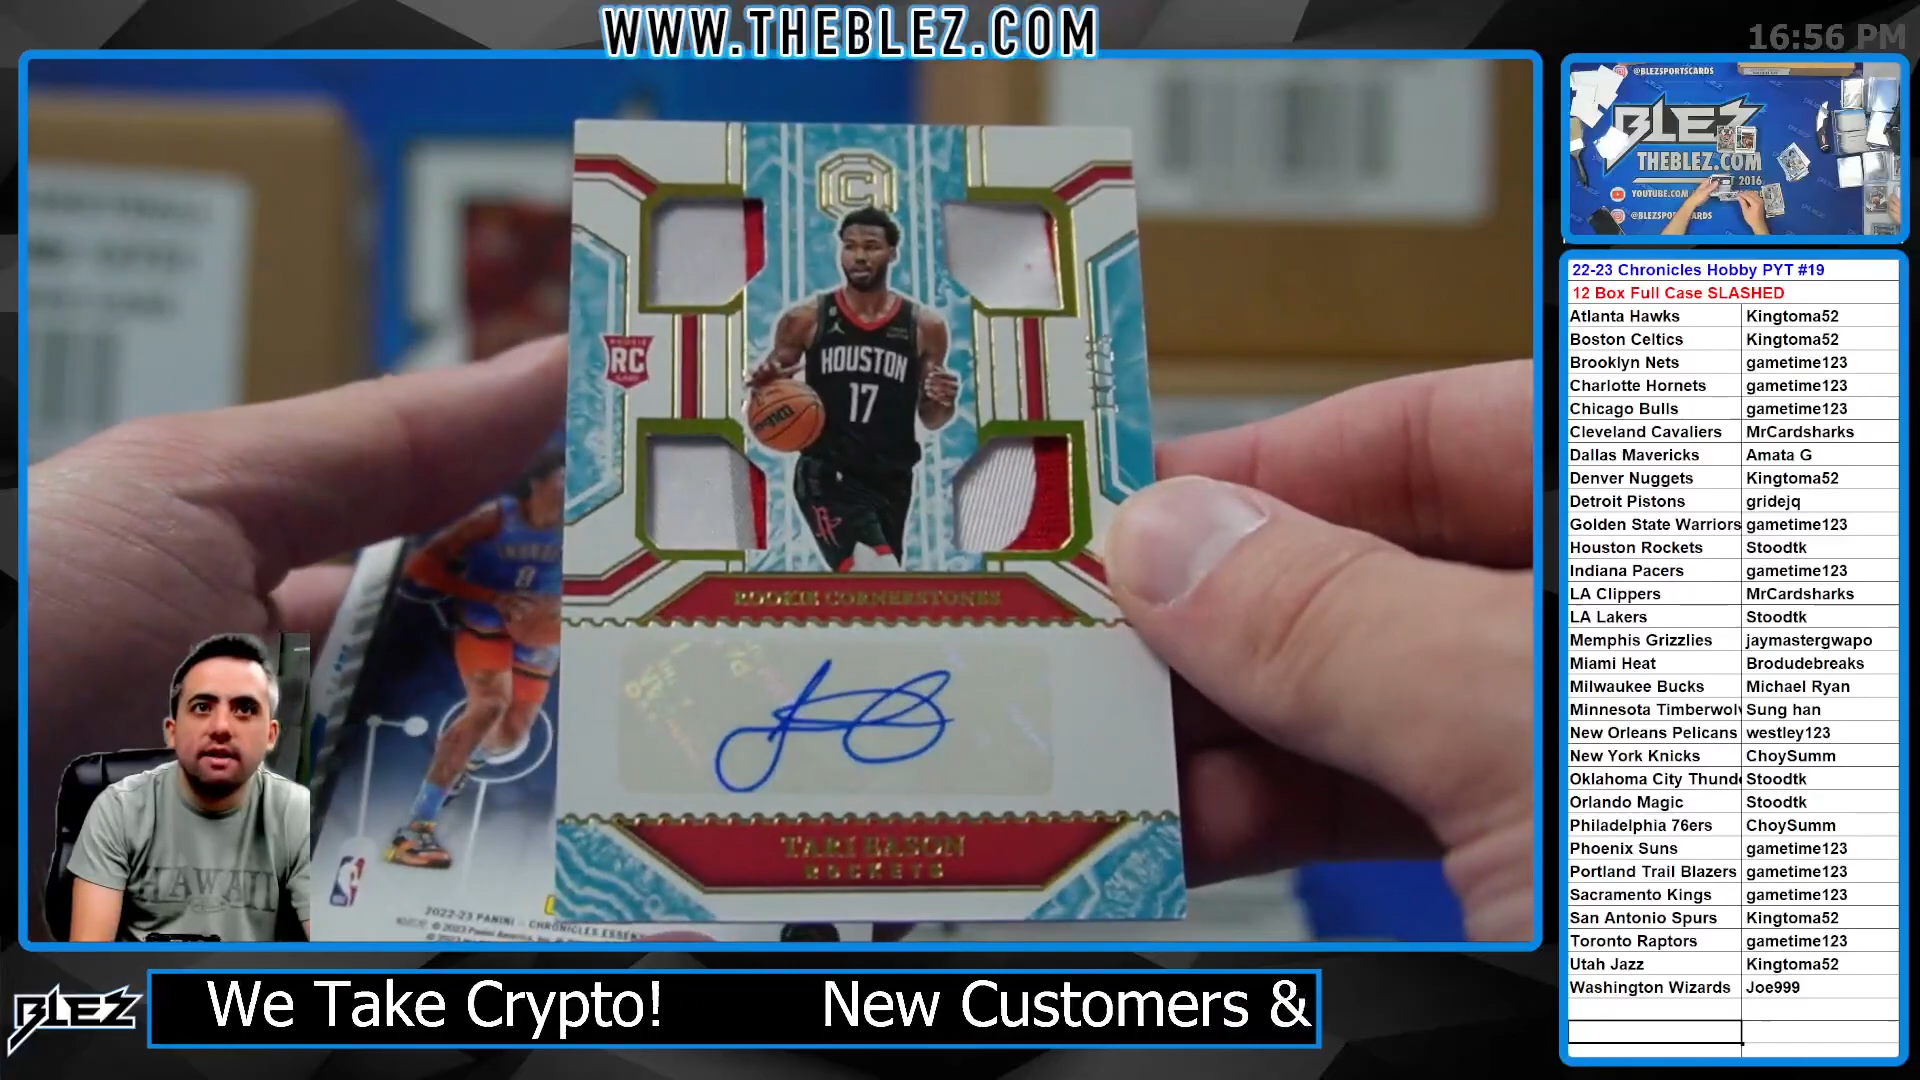 WWW.THEBLEZ.COM
16:56 PM
@BLEZSPORTSCARDS
BLEZ
THEBLEZ.COM
2016
YOUTUBE.COM
22-23 Chronicles Hobby PYT #19
12 Box Full Case SLASHED
Atlanta Hawks Kingtoma52
Boston Celtics Kingtoma52
Brooklyn Nets gametime123
Charlotte Hornets gametime123
Chicago Bulls gametime123
Cleveland Cavaliers MrCardsharks
Dallas Mavericks Amata G
Denver Nuggets Kingtoma52
Detroit Pistons gridejq
Golden State Warriors gametime123
Houston Rockets Stoodtk
Indiana Pacers gametime123
LA Clippers MrCardsharks
LA Lakers Stoodtk
Memphis Grizzlies jaymastergwapo
Miami Heat Brodudebreaks
Milwaukee Bucks Michael Ryan
Minnesota Timberwolv Sung han
New Orleans Pelicans westley123
New York Knicks ChoySumm
Oklahoma City Thunde Stoodtk
Orlando Magic Stoodtk
Philadelphia 76ers ChoySumm
Phoenix Suns gametime123
Portland Trail Blazers gametime123
Sacramento Kings gametime123
San Antonio Spurs Kingtoma52
Toronto Raptors gametime123
Utah Jazz Kingtoma52
Washington Wizards Joe999
C
RC
HOUSTON
17
ROOKIE CORNERSTONES
TARI EASON
ROCKETS
8
2022-23 PANINI - CHRONICLES ESSEN
HAWAII
BLEZ
We Take Crypto! New Customers &